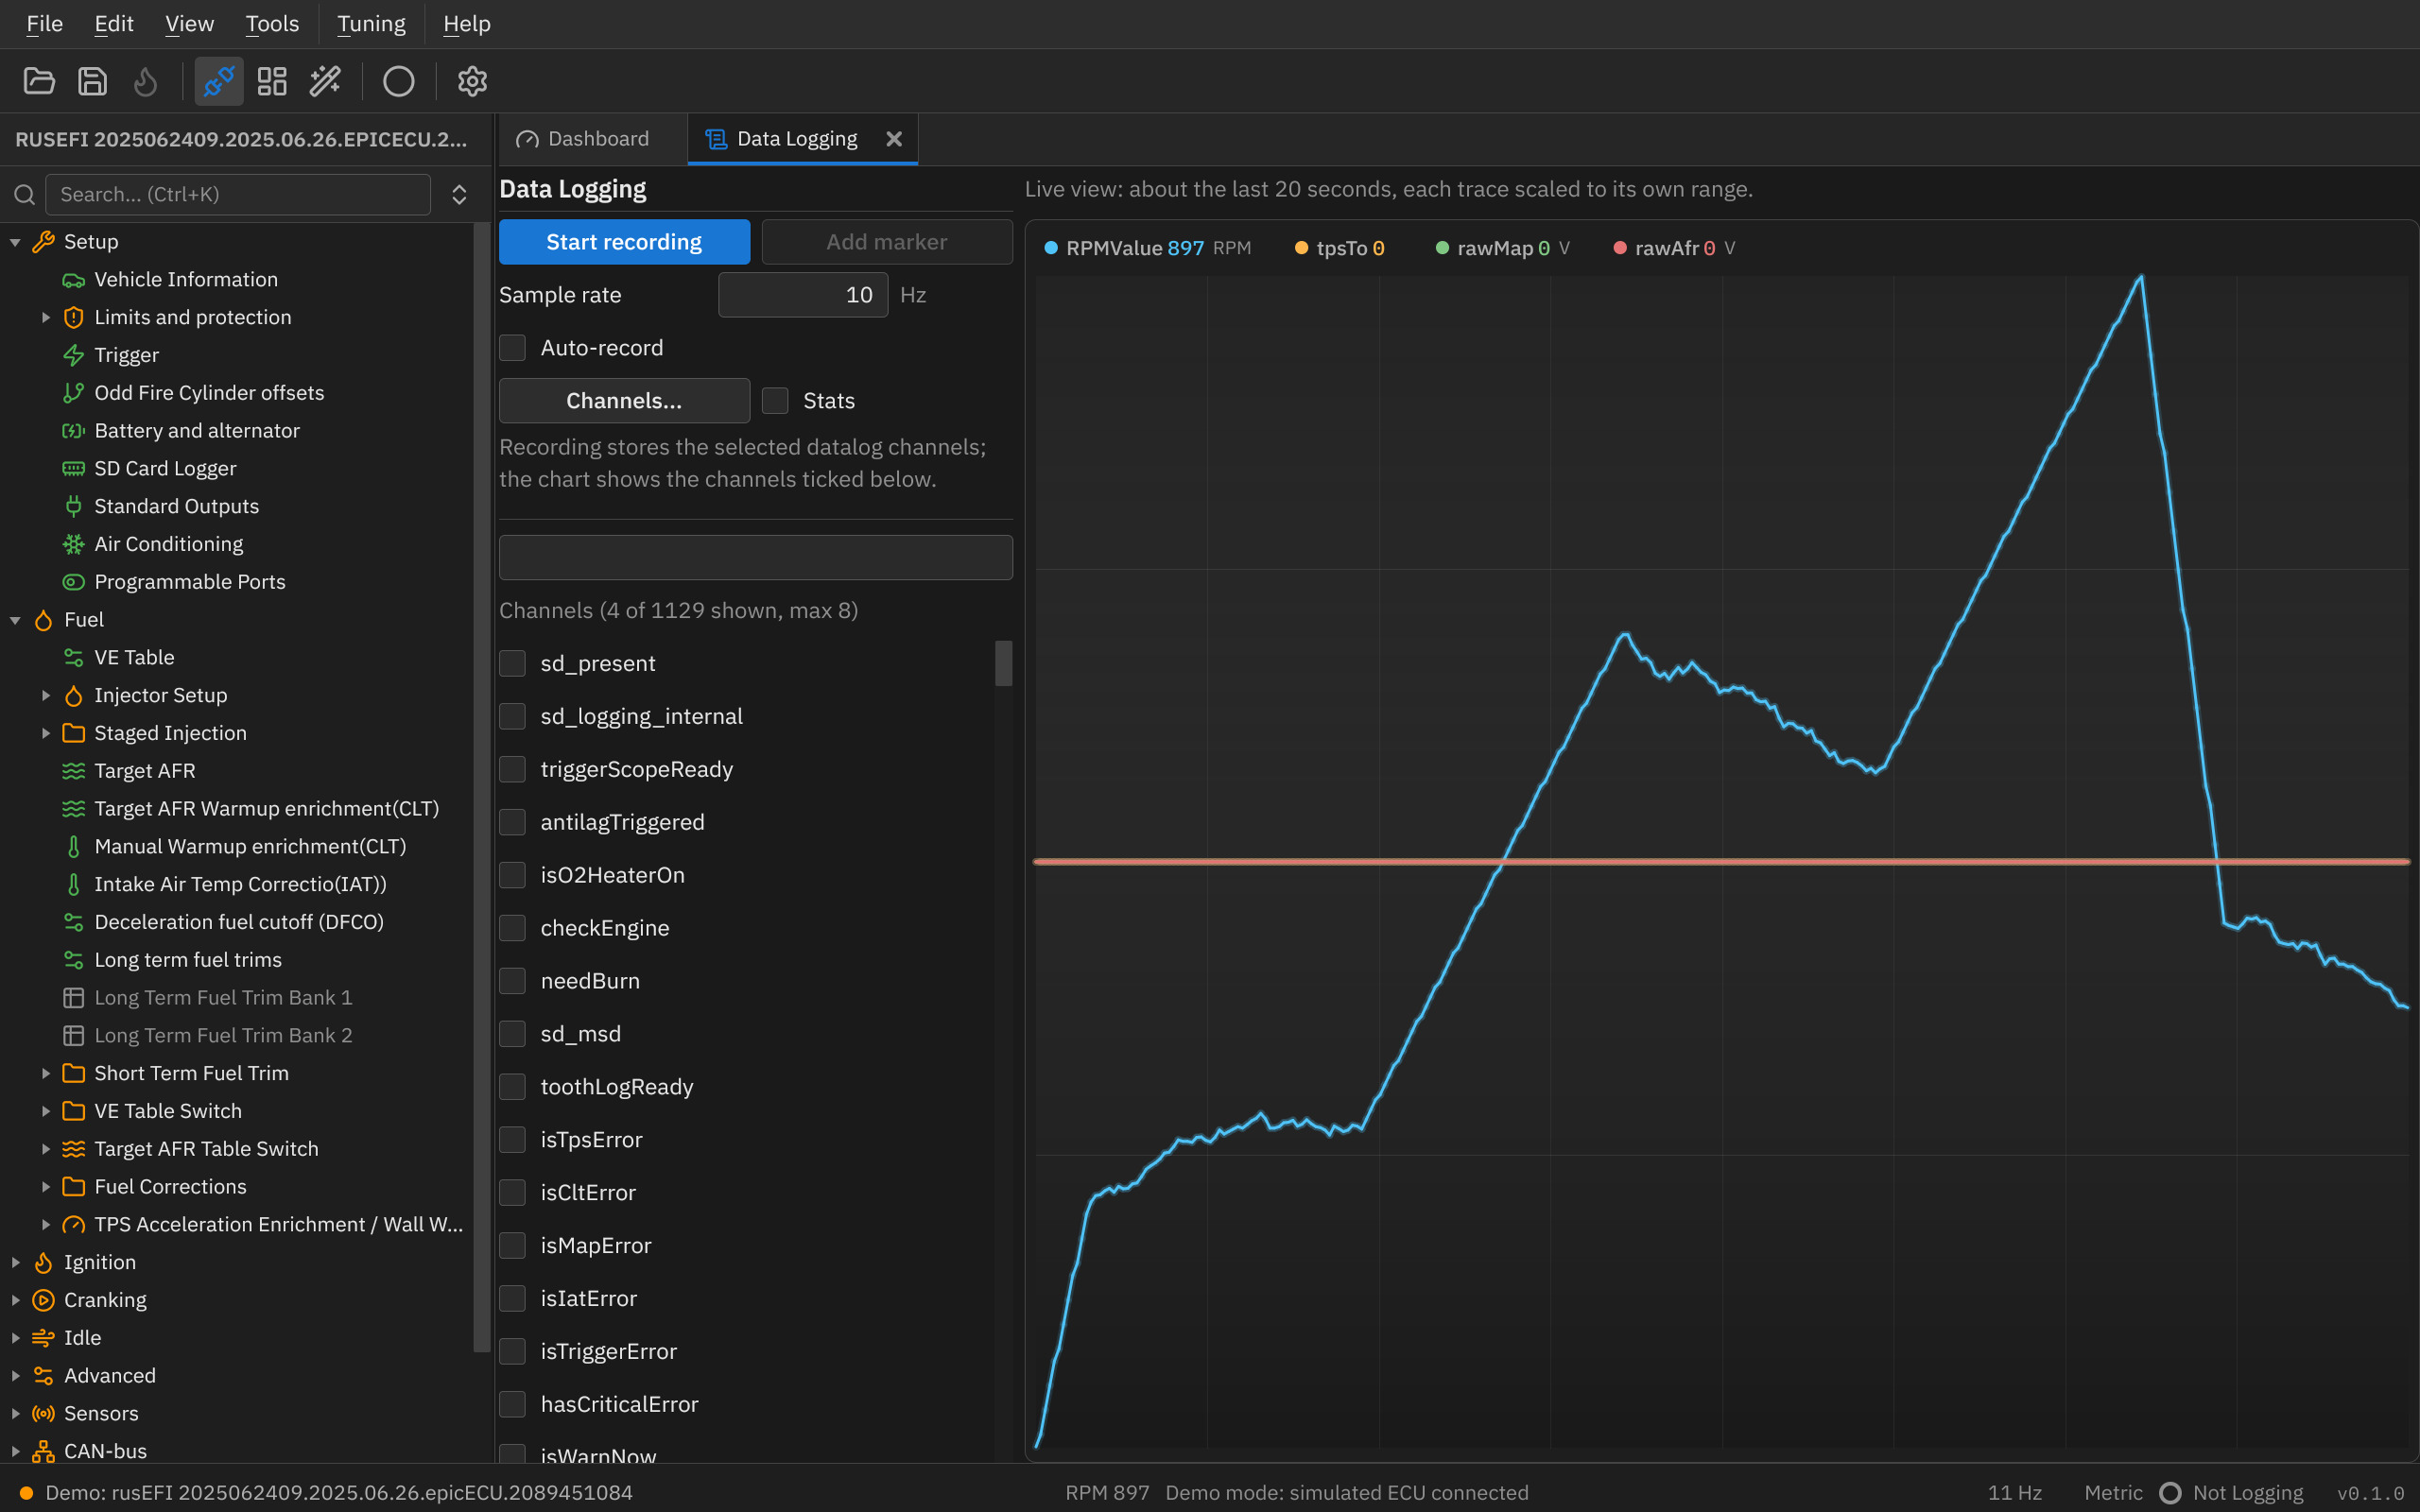 File Edit View Tools Tuning Help
RUSEFI 2025062409.2025.06.26.EPICECU.2...
Search... (Ctrl+K)
Setup
Vehicle Information
Limits and protection
Trigger
Odd Fire Cylinder offsets
Battery and alternator
SD Card Logger
Standard Outputs
Air Conditioning
Programmable Ports
Fuel
VE Table
Injector Setup
Staged Injection
Target AFR
Target AFR Warmup enrichment(CLT)
Manual Warmup enrichment(CLT)
Intake Air Temp Correctio(IAT))
Deceleration fuel cutoff (DFCO)
Long term fuel trims
Long Term Fuel Trim Bank 1
Long Term Fuel Trim Bank 2
Short Term Fuel Trim
VE Table Switch
Target AFR Table Switch
Fuel Corrections
TPS Acceleration Enrichment / Wall W...
Ignition
Cranking
Idle
Advanced
Sensors
CAN-bus
Dashboard
Data Logging
Data Logging
Start recording
Add marker
Sample rate 10 Hz
Auto-record
Channels... Stats
Recording stores the selected datalog channels;
the chart shows the channels ticked below.
Channels (4 of 1129 shown, max 8)
sd_present
sd_logging_internal
triggerScopeReady
antilagTriggered
isO2HeaterOn
checkEngine
needBurn
sd_msd
toothLogReady
isTpsError
isCltError
isMapError
isIatError
isTriggerError
hasCriticalError
isWarnNow
Live view: about the last 20 seconds, each trace scaled to its own range.
RPMValue 897 RPM tpsTo 0 rawMap 0 V rawAfr 0 V
Demo: rusEFI 2025062409.2025.06.26.epicECU.2089451084
RPM 897 Demo mode: simulated ECU connected
11 Hz Metric Not Logging v0.1.0